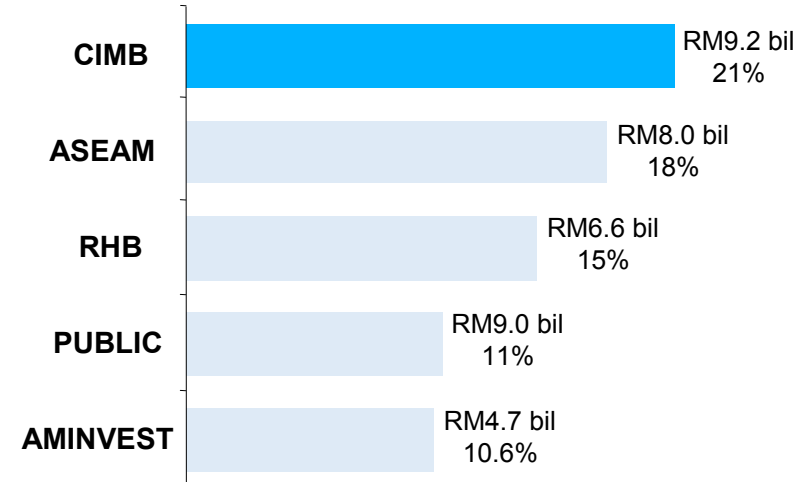 CIMB
RM9.2 bil
21%
ASEAM
RM8.0 bil
18%
RHB
RM6.6 bil
15%
PUBLIC
RM9.0 bil
11%
AMINVEST
RM4.7 bil
10.6%